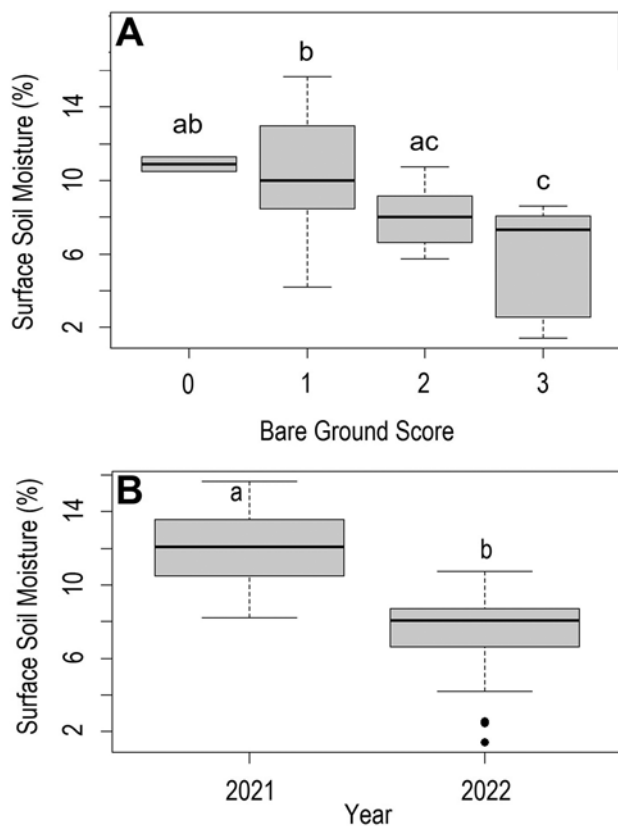 A
b
ab
ac
c
Surface Soil Moisture (%)
14
10
6
2
0 1 2 3
Bare Ground Score
B
a
b
Surface Soil Moisture (%)
14
10
6
2
2021 2022
Year